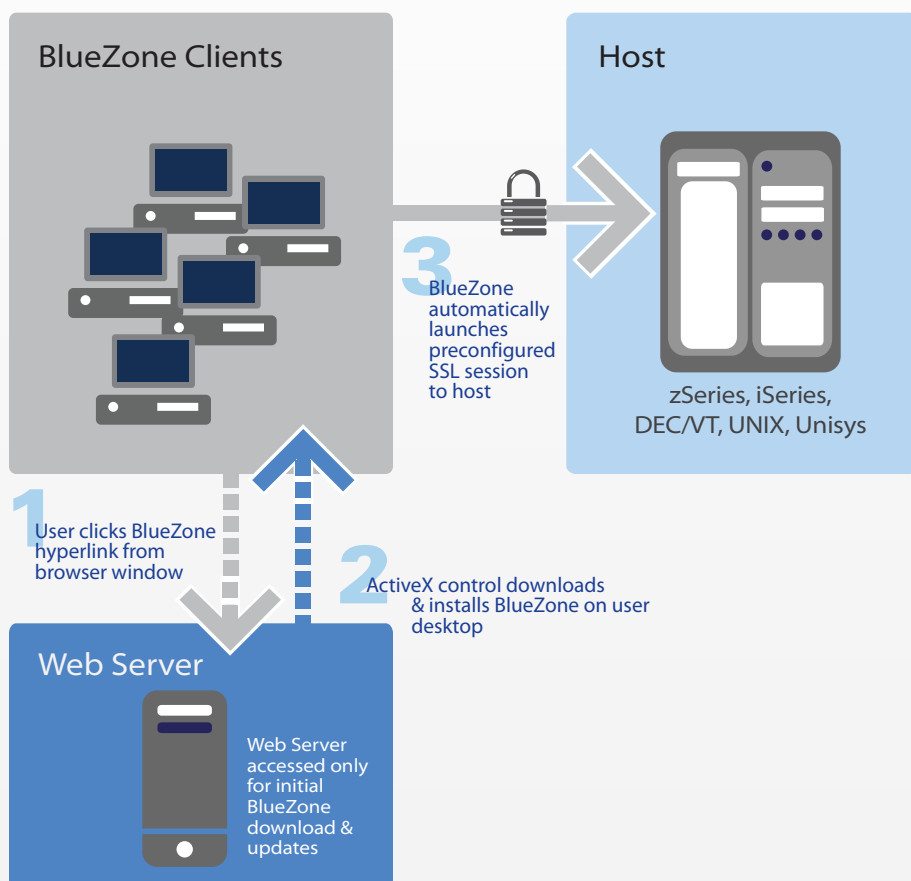 BlueZone Clients
Host
zSeries, iSeries,
DEC/VT, UNIX, Unisys
3
BlueZone
automatically
launches
preconfigured
SSL session
to host
1
User clicks BlueZone
hyperlink from
browser window
2
ActiveX control downloads
& installs BlueZone on user
desktop
Web Server
Web Server
accessed only
for initial
BlueZone
download &
updates